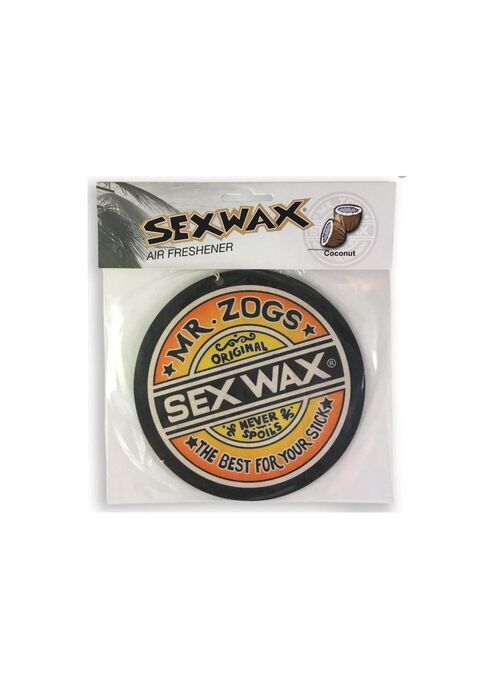 SEXWAX
AIR FRESHENER
Coconut
MR. ZOGS
ORIGINAL
SEX WAX®
NEVER
SPOILS
★THE BEST FOR YOUR STICK★